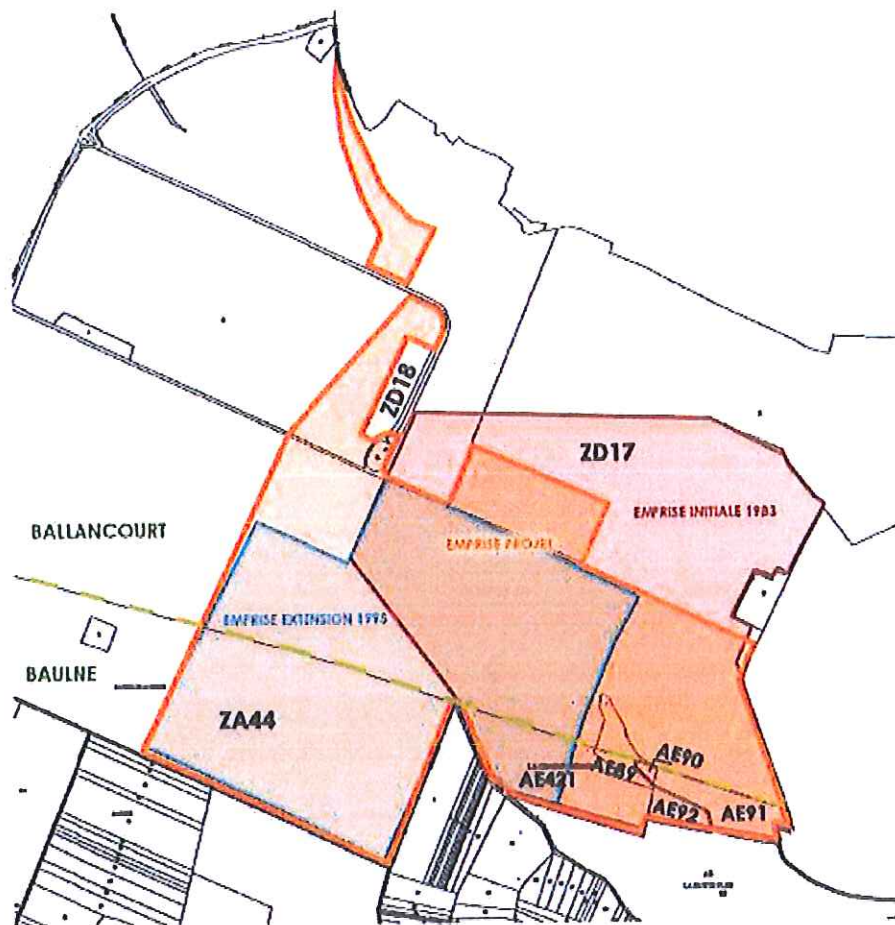 ZD18
ZD17
EMPRISE INITIALE 1983
EMPRISE PROJET
BALLANCOURT
EMPRISE EXTENSION 1995
BAULNE
ZA44
AE90
AE89
AE421
AE92
AE91